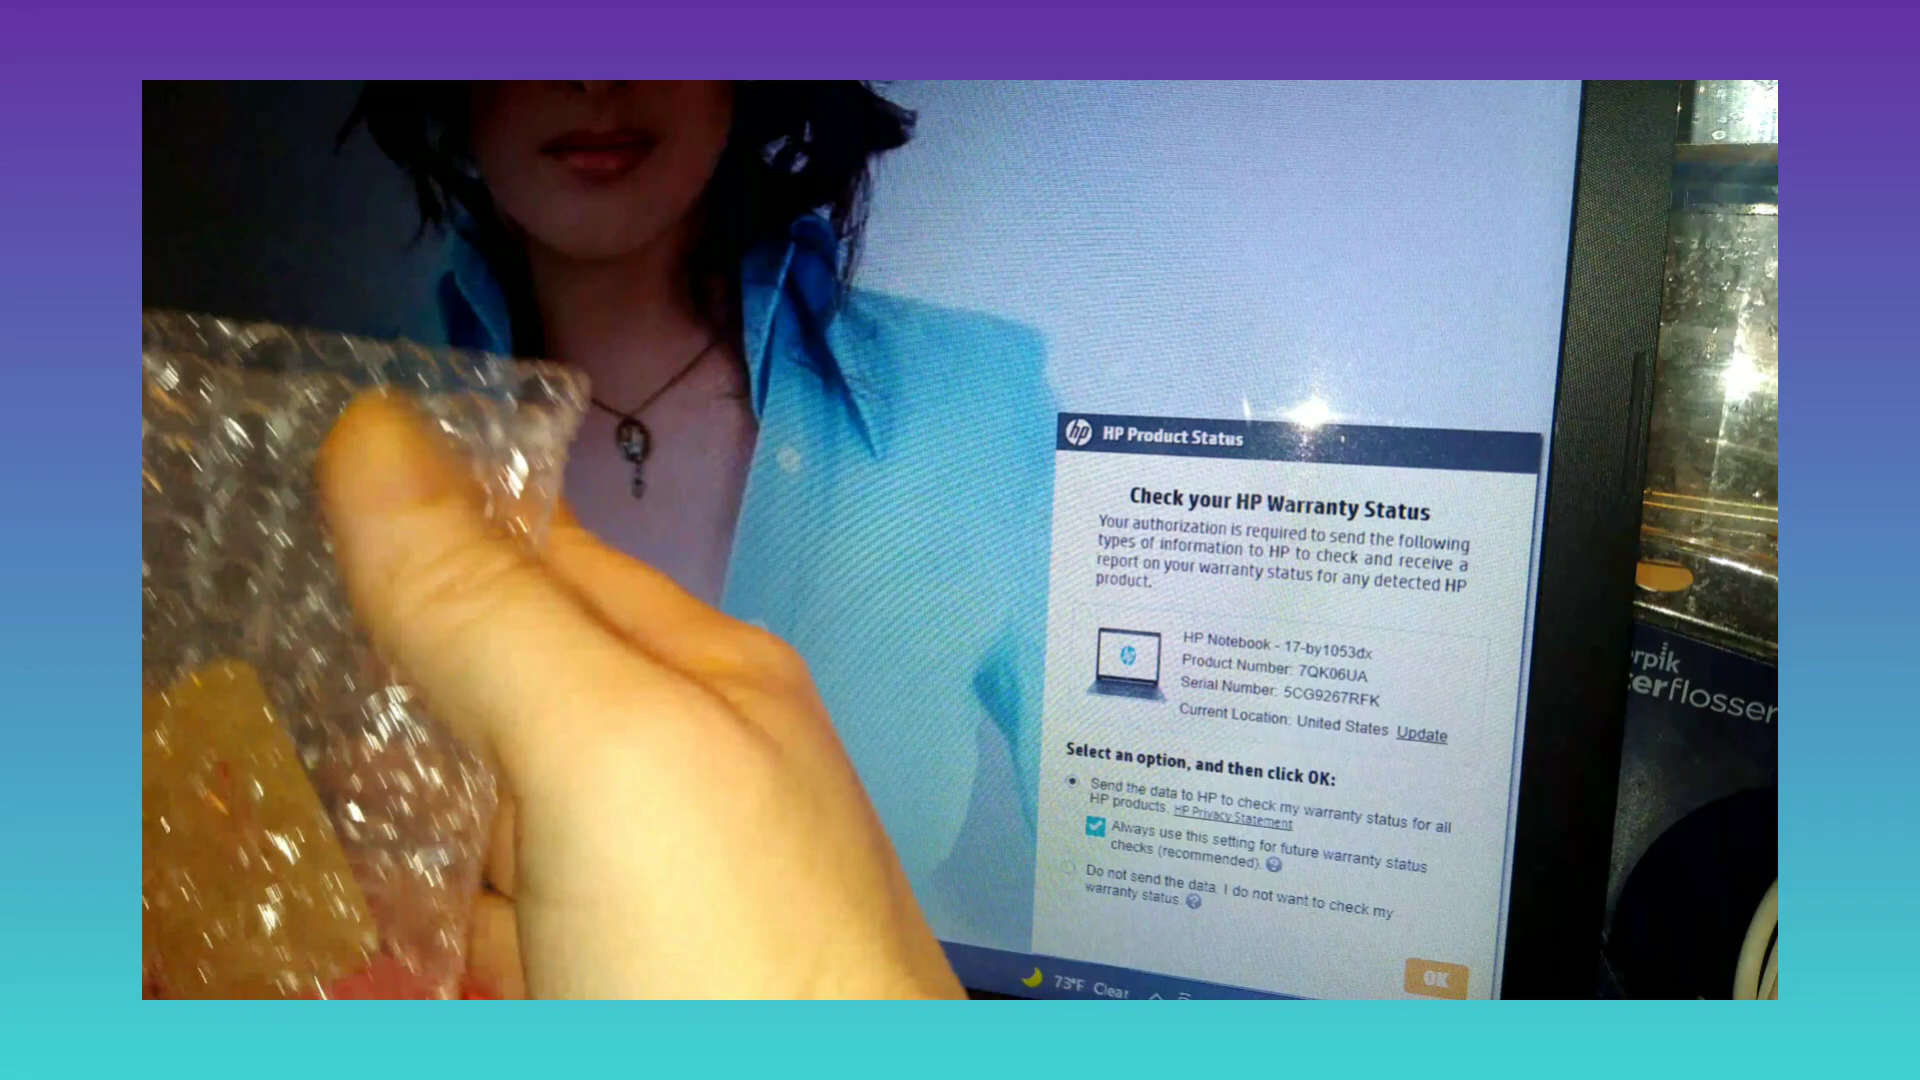 hp HP Product Status
Check your HP Warranty Status
Your authorization is required to send the following
types of information to HP to check and receive a
report on your warranty status for any detected HP
product.
HP Notebook - 17-by1053dx
Product Number: 7QK06UA
Serial Number: 5CG9267RFK
Current Location: United States Update
Select an option, and then click OK:
Send the data to HP to check my warranty status for all
HP products. HP Privacy Statement
Always use this setting for future warranty status
checks (recommended). ?
Do not send the data. I do not want to check my
warranty status. ?
OK
73°F Clear
rpik
erflosser